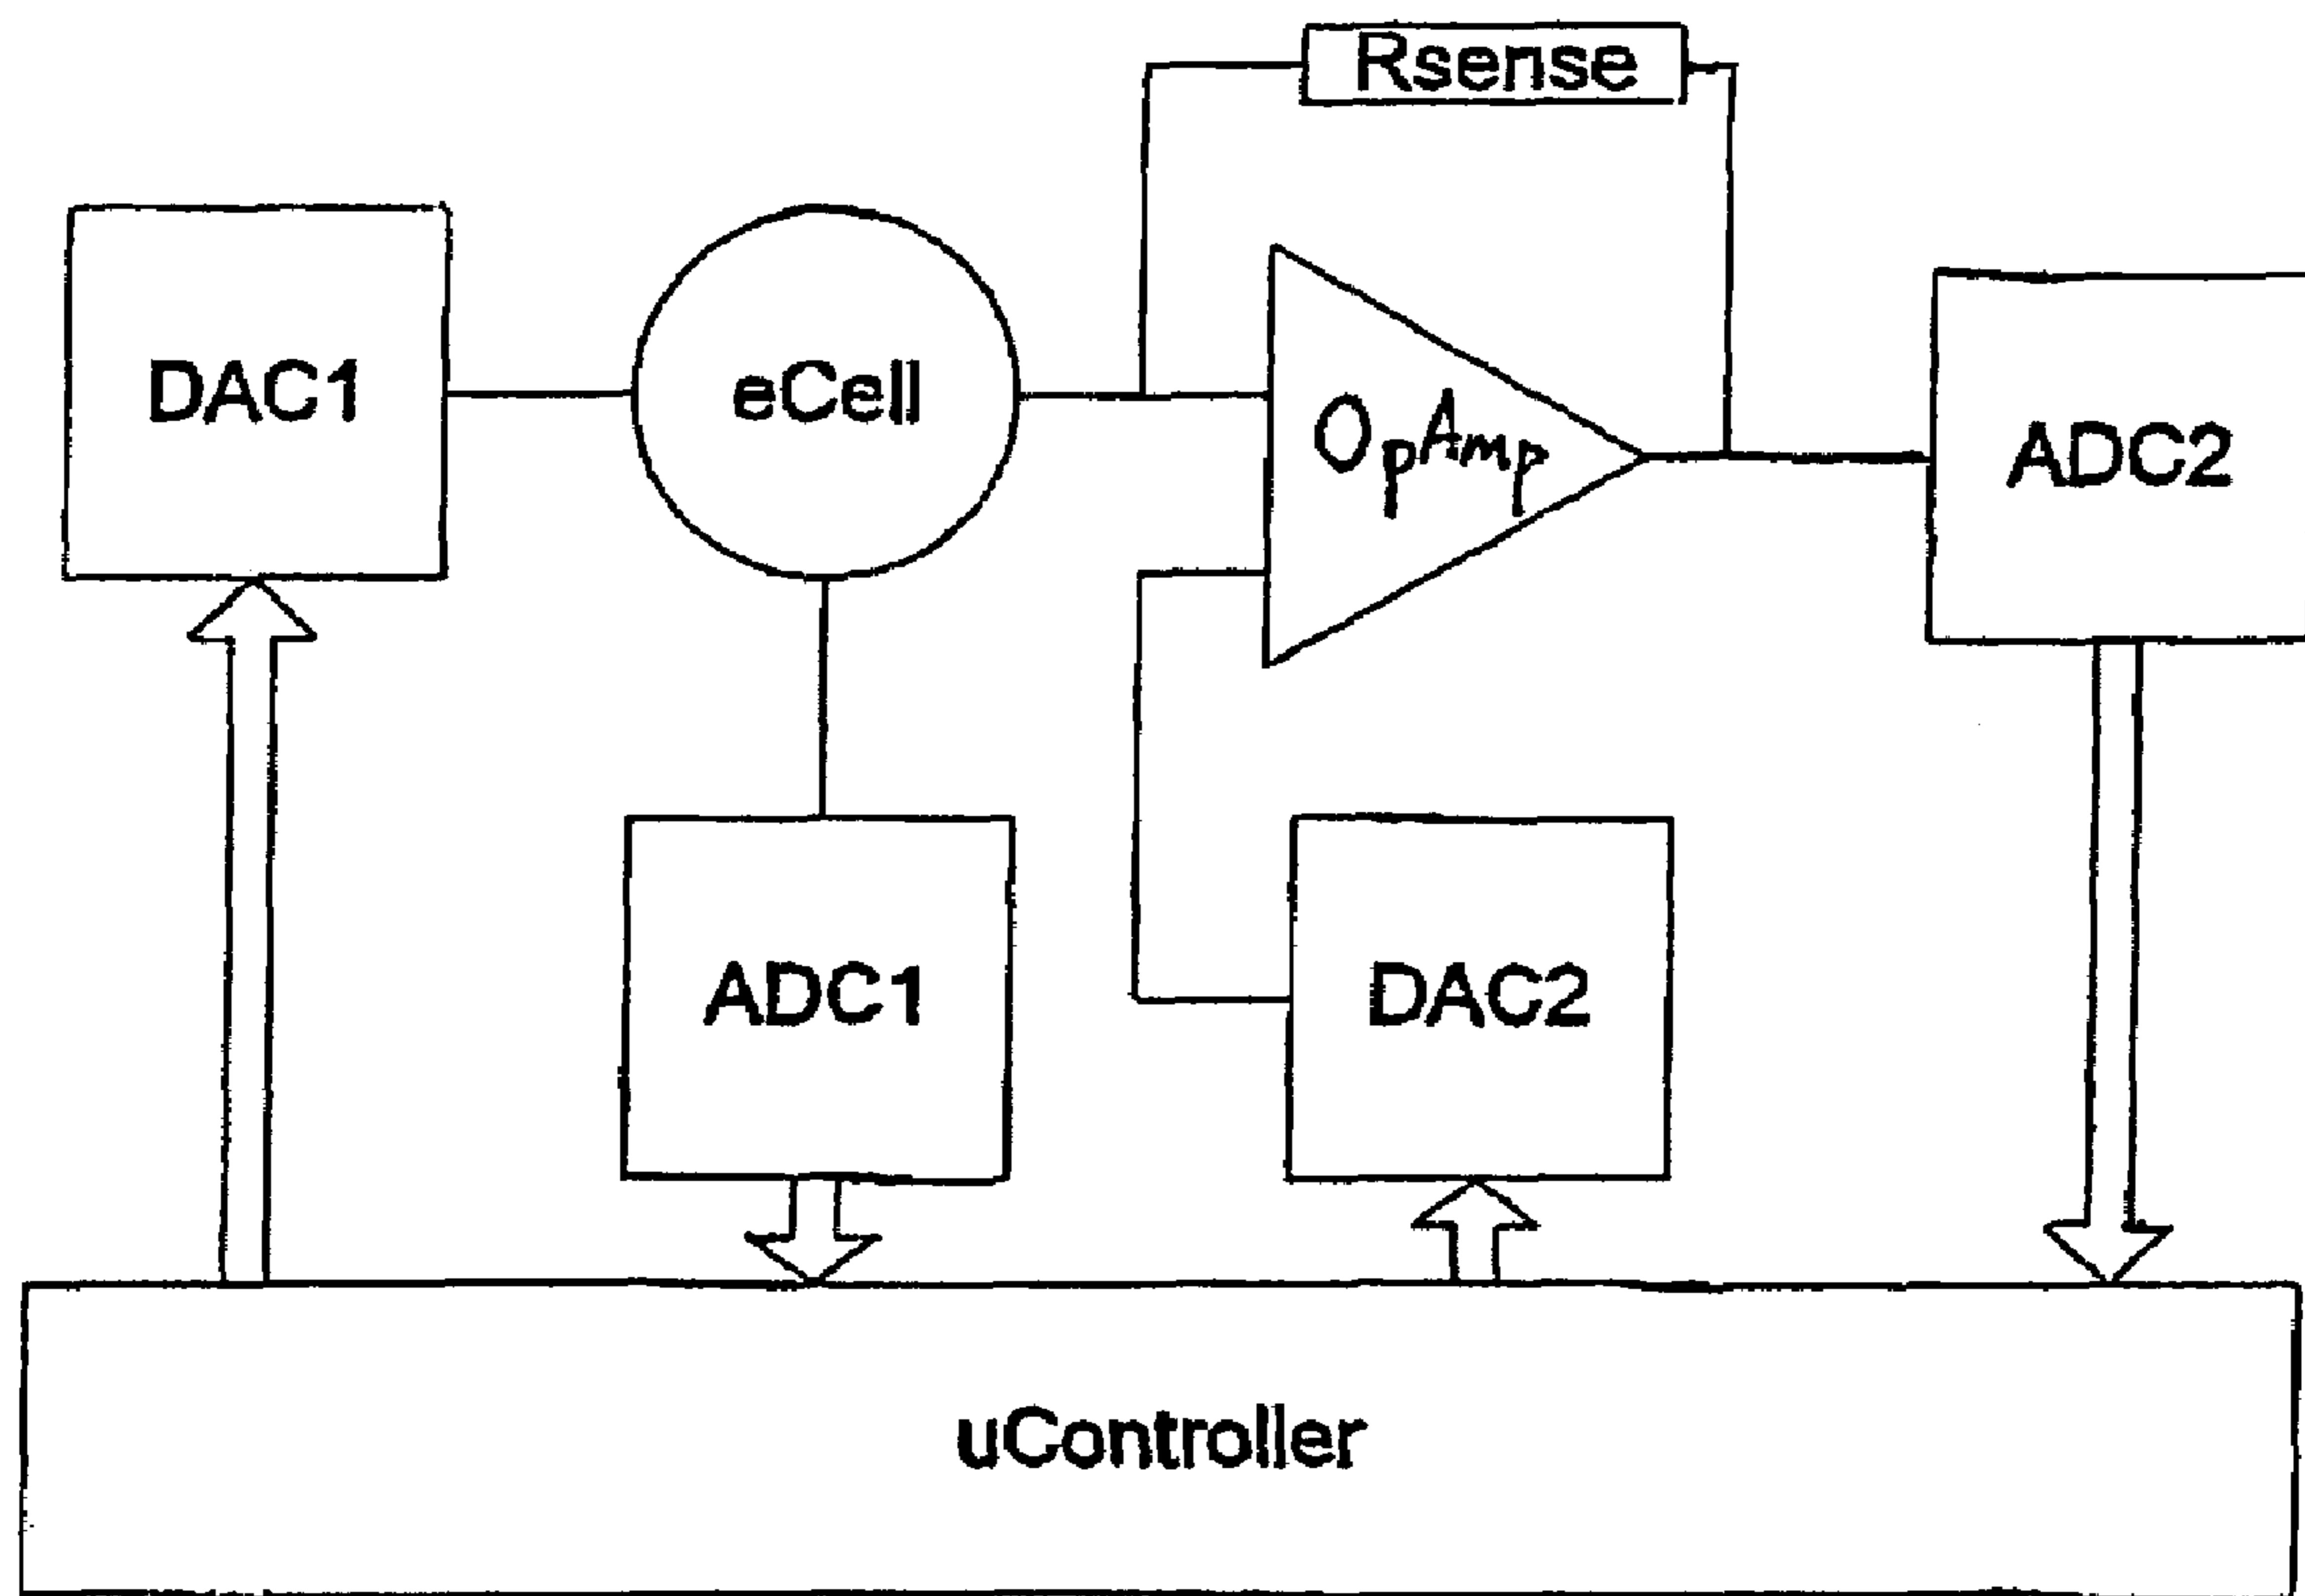 Rsense
DAC1
eCell
OpAmp
ADC2
ADC1
DAC2
uController